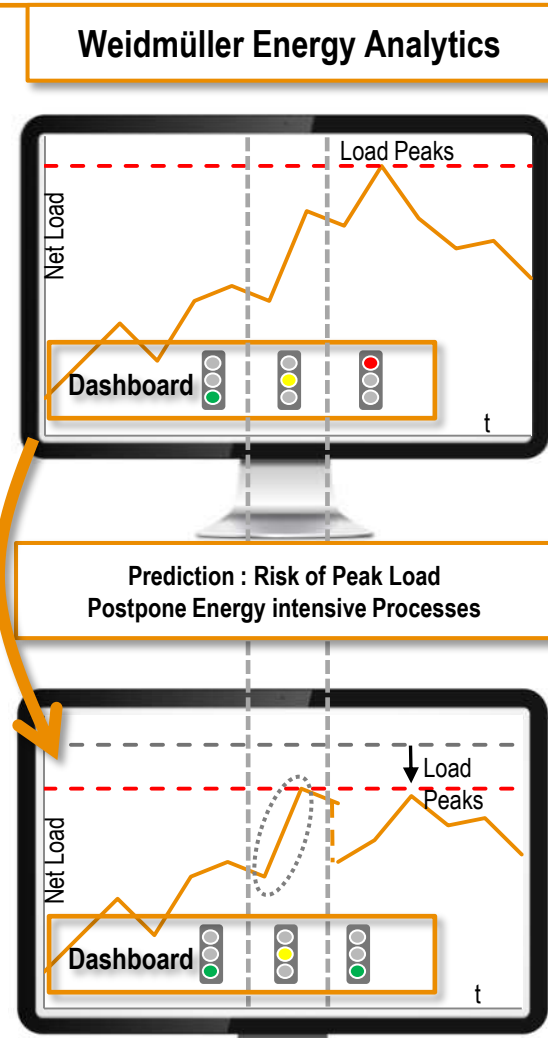 Weidmüller Energy Analytics
Load Peaks
Net Load
Dashboard
t
Prediction : Risk of Peak Load
Postpone Energy intensive Processes
Load
Peaks
Net Load
Dashboard
t